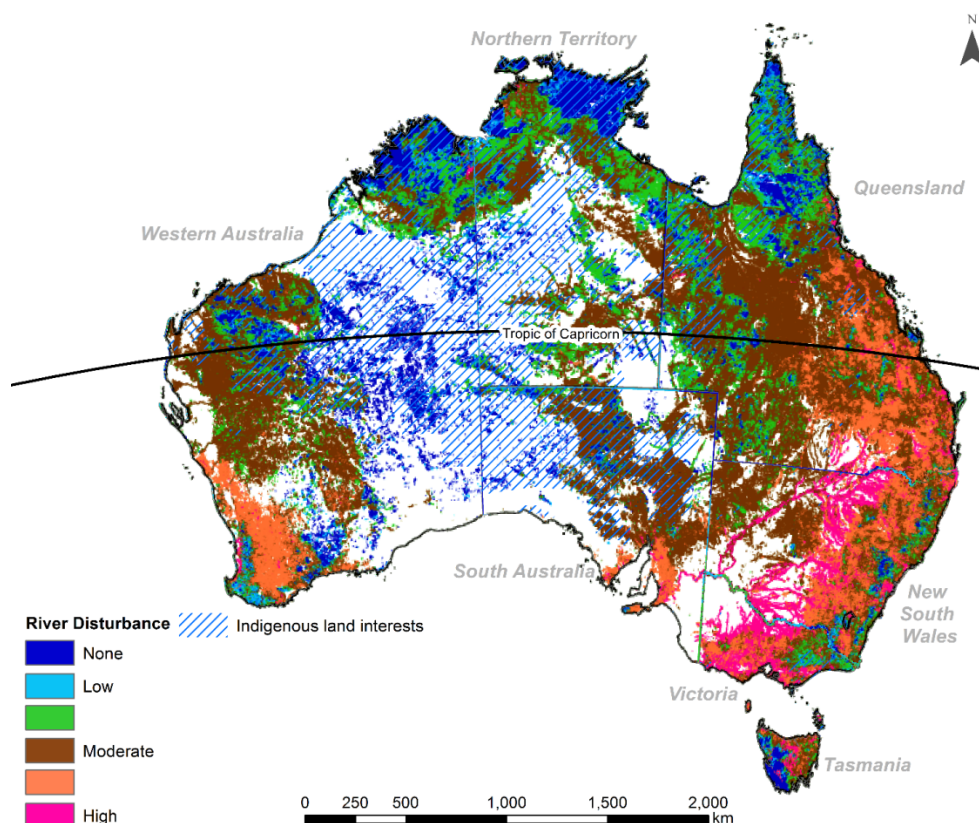 N
Northern Territory
Queensland
Western Australia
Tropic of Capricorn
South Australia
New
South
Wales
River Disturbance
Indigenous land interests
None
Low
Victoria
Moderate
Tasmania
High
0 250 500 1,000 1,500 2,000
km